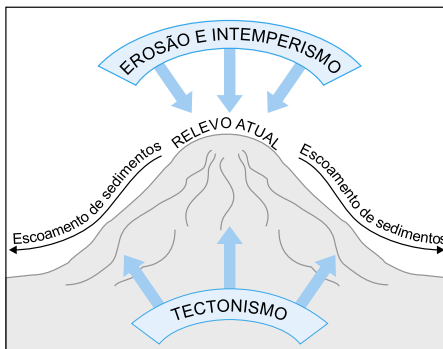 EROSÃO E INTEMPERISMO
RELEVO ATUAL
Escoamento de sedimentos
Escoamento de sedimentos
TECTONISMO